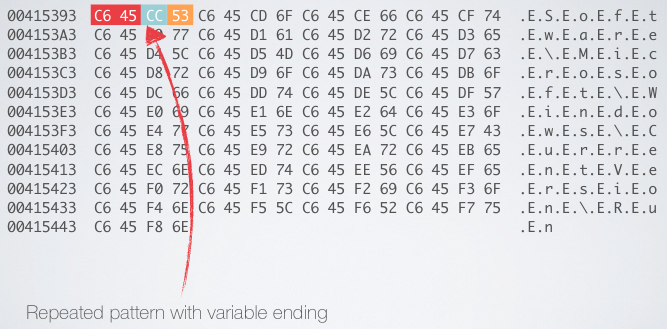 00415393 C6 45 CC 53 C6 45 CD 6F C6 45 CE 66 C6 45 CF 74 .E.S.E.o.E.f.E.t
004153A3 C6 45 D0 77 C6 45 D1 61 C6 45 D2 72 C6 45 D3 65 .E.w.E.a.E.r.E.e
004153B3 C6 45 D4 5C C6 45 D5 4D C6 45 D6 69 C6 45 D7 63 .E.\.E.M.E.i.E.c
004153C3 C6 45 D8 72 C6 45 D9 6F C6 45 DA 73 C6 45 DB 6F .E.r.E.o.E.s.E.o
004153D3 C6 45 DC 66 C6 45 DD 74 C6 45 DE 5C C6 45 DF 57 .E.f.E.t.E.\.E.W
004153E3 C6 45 E0 69 C6 45 E1 6E C6 45 E2 64 C6 45 E3 6F .E.i.E.n.E.d.E.o
004153F3 C6 45 E4 77 C6 45 E5 73 C6 45 E6 5C C6 45 E7 43 .E.w.E.s.E.\.E.C
00415403 C6 45 E8 75 C6 45 E9 72 C6 45 EA 72 C6 45 EB 65 .E.u.E.r.E.r.E.e
00415413 C6 45 EC 6E C6 45 ED 74 C6 45 EE 56 C6 45 EF 65 .E.n.E.t.E.V.E.e
00415423 C6 45 F0 72 C6 45 F1 73 C6 45 F2 69 C6 45 F3 6F .E.r.E.s.E.i.E.o
00415433 C6 45 F4 6E C6 45 F5 5C C6 45 F6 52 C6 45 F7 75 .E.n.E.\.E.R.E.u
00415443 C6 45 F8 6E .E.n
Repeated pattern with variable ending